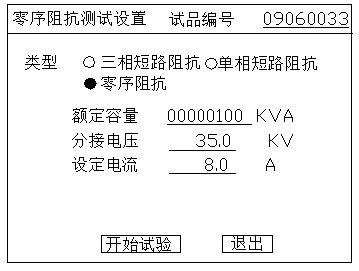 零序阻抗测试设置 试品编号 09060033
类型 ○三相短路阻抗 ○单相短路阻抗
●零序阻抗
额定容量 00000100 KVA
分接电压 35.0 KV
设定电流 8.0 A
开始试验 退出